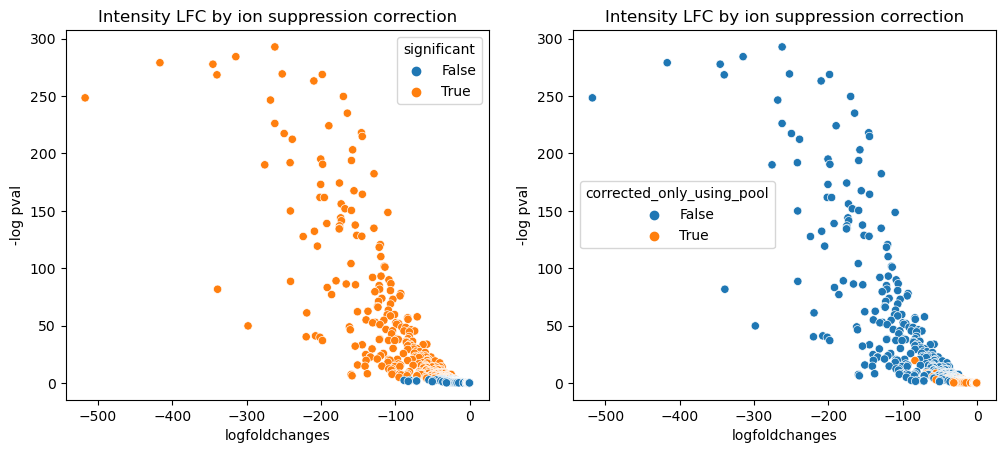 Intensity LFC by ion suppression correction
300
250
200
150
100
50
0
-log pval
significant
False
True
−500
−400
−300
−200
−100
0
logfoldchanges
Intensity LFC by ion suppression correction
300
250
200
150
100
50
0
-log pval
corrected_only_using_pool
False
True
−500
−400
−300
−200
−100
0
logfoldchanges